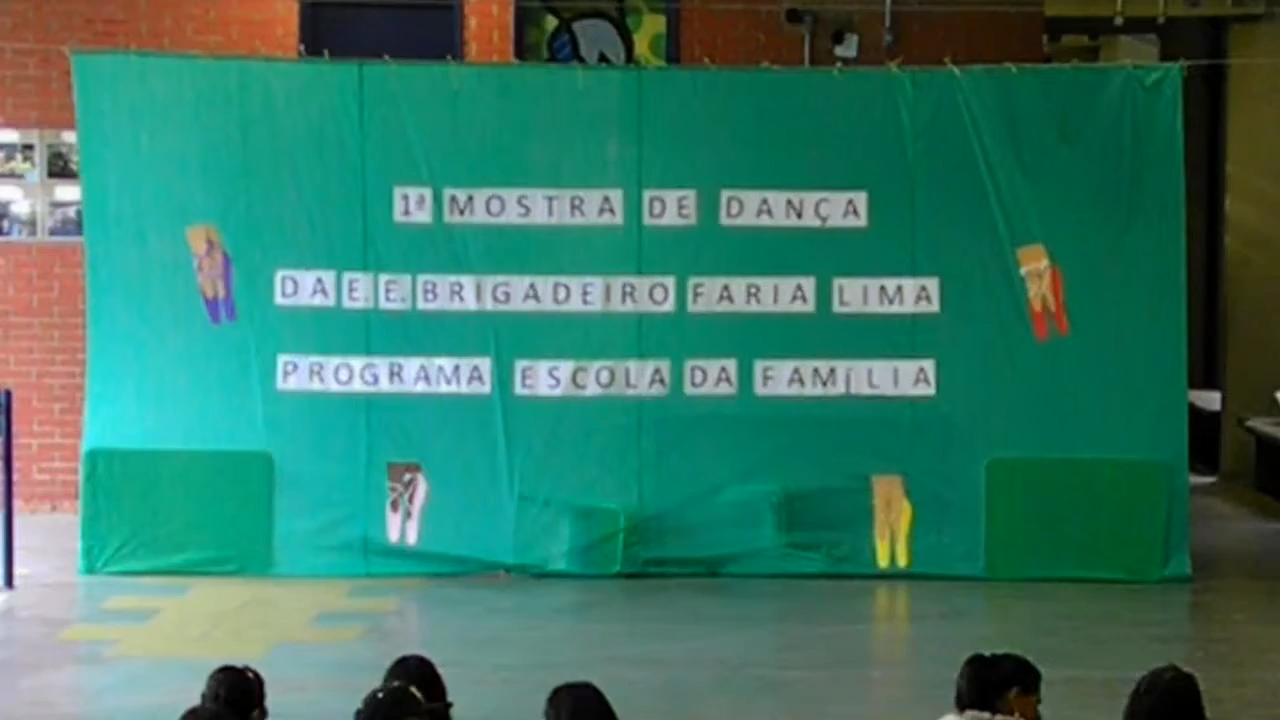 1ª MOSTRA DE DANÇA
DA E. E. BRIGADEIRO FARIA LIMA
PROGRAMA ESCOLA DA FAMíLIA